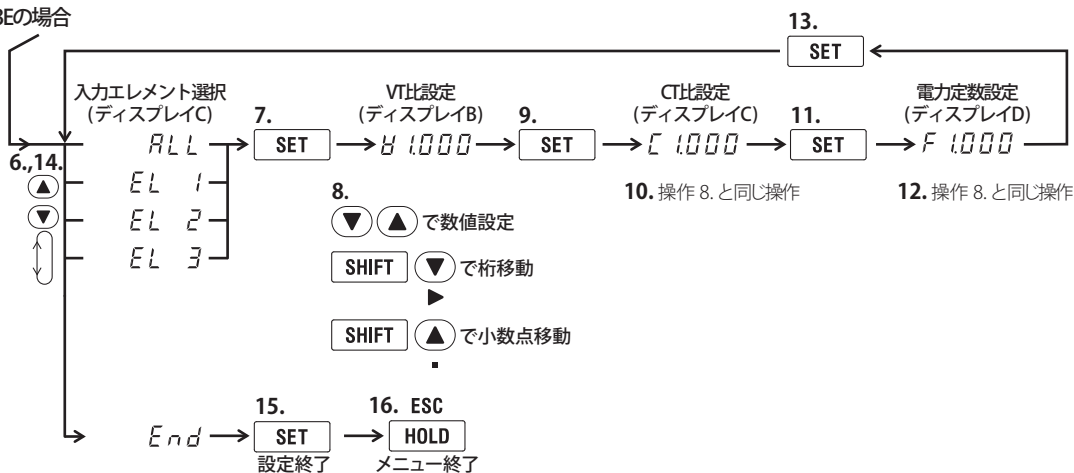 3Eの場合
13.
SET
入力エレメント選択
(ディスプレイC)
7.
VT比設定
(ディスプレイB)
9.
CT比設定
(ディスプレイC)
11.
電力定数設定
(ディスプレイD)
6.,14.
ALL
SET
V 1.000
SET
C 1.000
SET
F 1.000
EL 1
EL 2
EL 3
8.
▼ ▲ で数値設定
SHIFT ▼ で桁移動
▶
SHIFT ▲ で小数点移動
.
10. 操作 8. と同じ操作
12. 操作 8. と同じ操作
End
15.
SET
設定終了
16. ESC
HOLD
メニュー終了